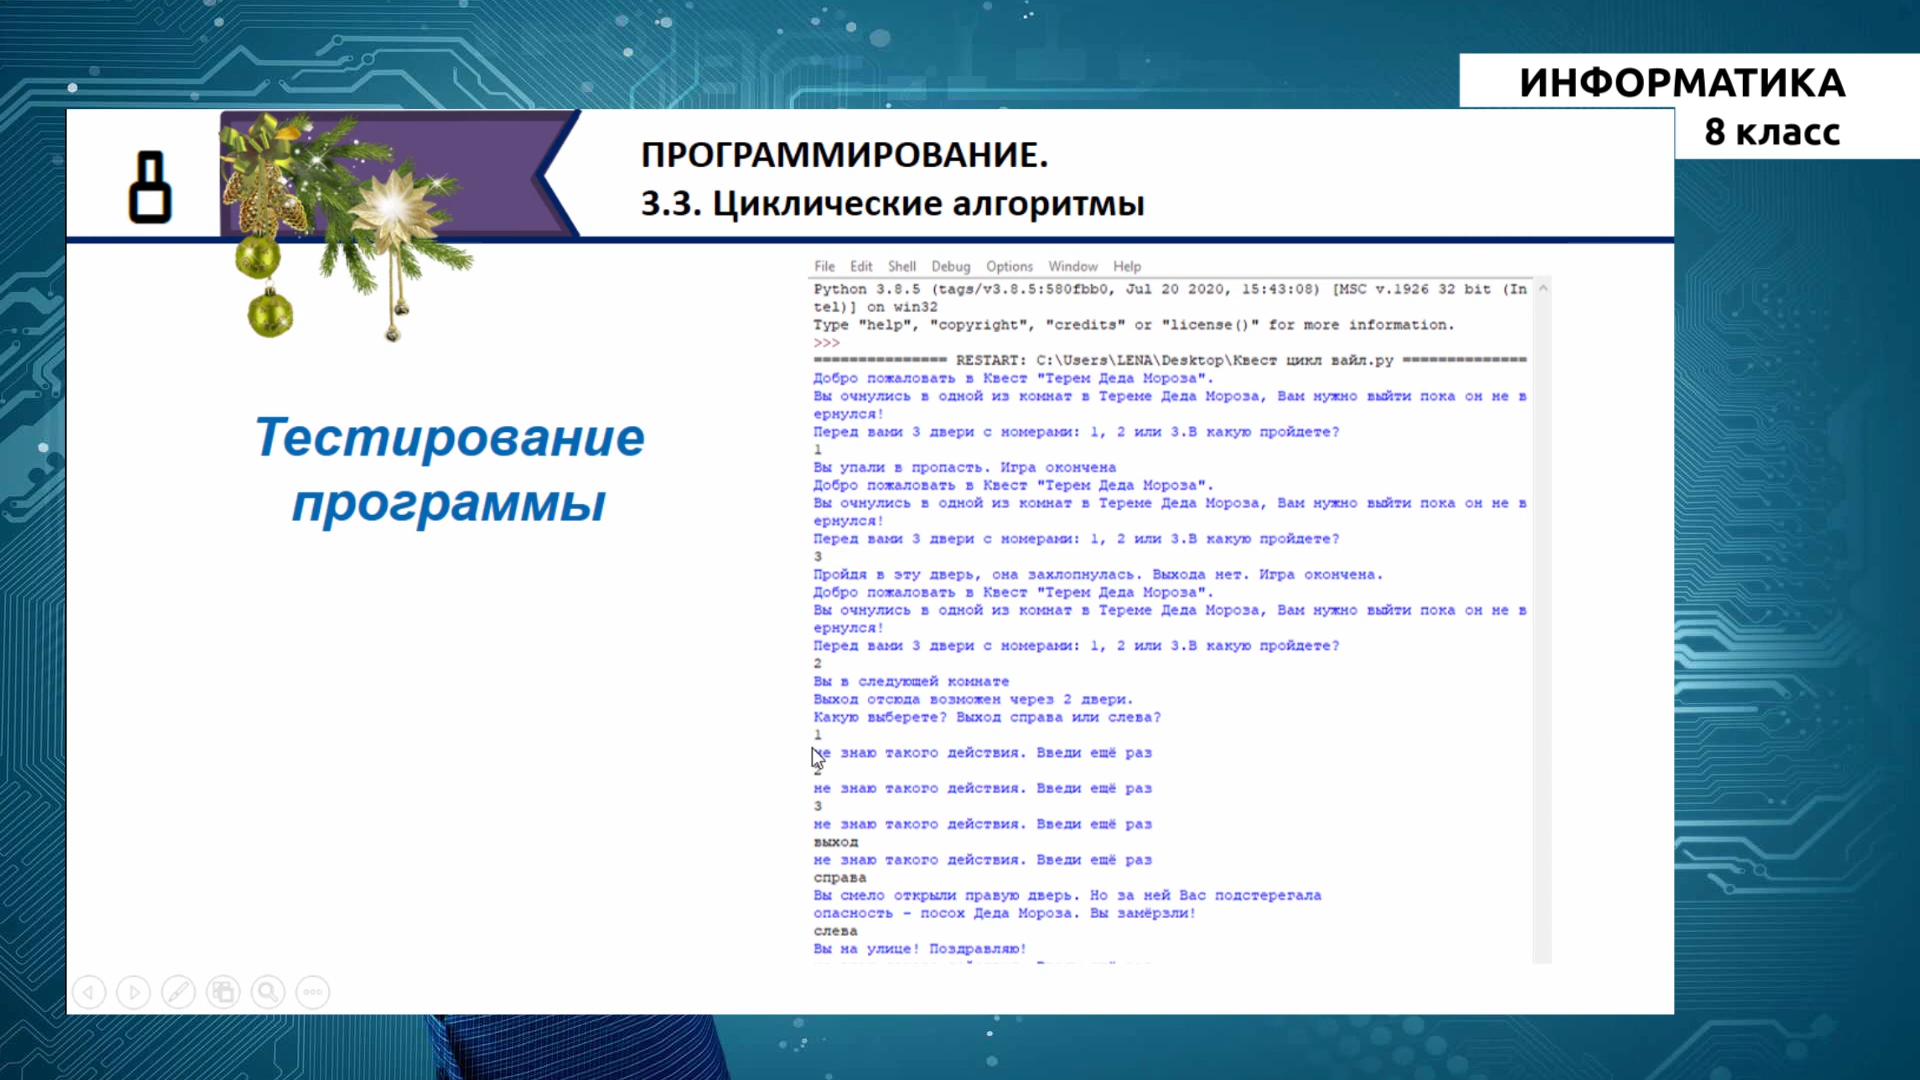 ИНФОРМАТИКА
8 класс
8
ПРОГРАММИРОВАНИЕ.
3.3. Циклические алгоритмы
Тестирование
программы
File Edit Shell Debug Options Window Help
Python 3.8.5 (tags/v3.8.5:580fbb0, Jul 20 2020, 15:43:08) [MSC v.1926 32 bit (In
tel)] on win32
Type "help", "copyright", "credits" or "license()" for more information.
>>>
=============== RESTART: C:\Users\LENA\Desktop\Квест цикл вайл.py ==============
Добро пожаловать в Квест "Терем Деда Мороза".
Вы очнулись в одной из комнат в Тереме Деда Мороза, Вам нужно выйти пока он не в
ернулся!
Перед вами 3 двери с номерами: 1, 2 или 3.В какую пройдете?
1
Вы упали в пропасть. Игра окончена
Добро пожаловать в Квест "Терем Деда Мороза".
Вы очнулись в одной из комнат в Тереме Деда Мороза, Вам нужно выйти пока он не в
ернулся!
Перед вами 3 двери с номерами: 1, 2 или 3.В какую пройдете?
3
Пройдя в эту дверь, она захлопнулась. Выхода нет. Игра окончена.
Добро пожаловать в Квест "Терем Деда Мороза".
Вы очнулись в одной из комнат в Тереме Деда Мороза, Вам нужно выйти пока он не в
ернулся!
Перед вами 3 двери с номерами: 1, 2 или 3.В какую пройдете?
2
Вы в следующей комнате
Выход отсюда возможен через 2 двери.
Какую выберете? Выход справа или слева?
1
не знаю такого действия. Введи ещё раз
2
не знаю такого действия. Введи ещё раз
3
не знаю такого действия. Введи ещё раз
выход
не знаю такого действия. Введи ещё раз
справа
Вы смело открыли правую дверь. Но за ней Вас подстерегала
опасность - посох Деда Мороза. Вы замёрзли!
слева
Вы на улице! Поздравляю!